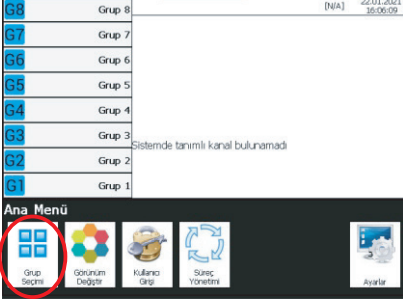 G8 Grup 8 [N/A] 22.01.2021
16:06:09
G7 Grup 7
G6 Grup 6
G5 Grup 5
G4 Grup 4
G3 Grup 3
Sistemde tanımlı kanal bulunamadı
G2 Grup 2
G1 Grup 1
Ana Menü
Grup Seçimi
Görünüm Değiştir
Kullanıcı Girişi
Süreç Yönetimi
Ayarlar